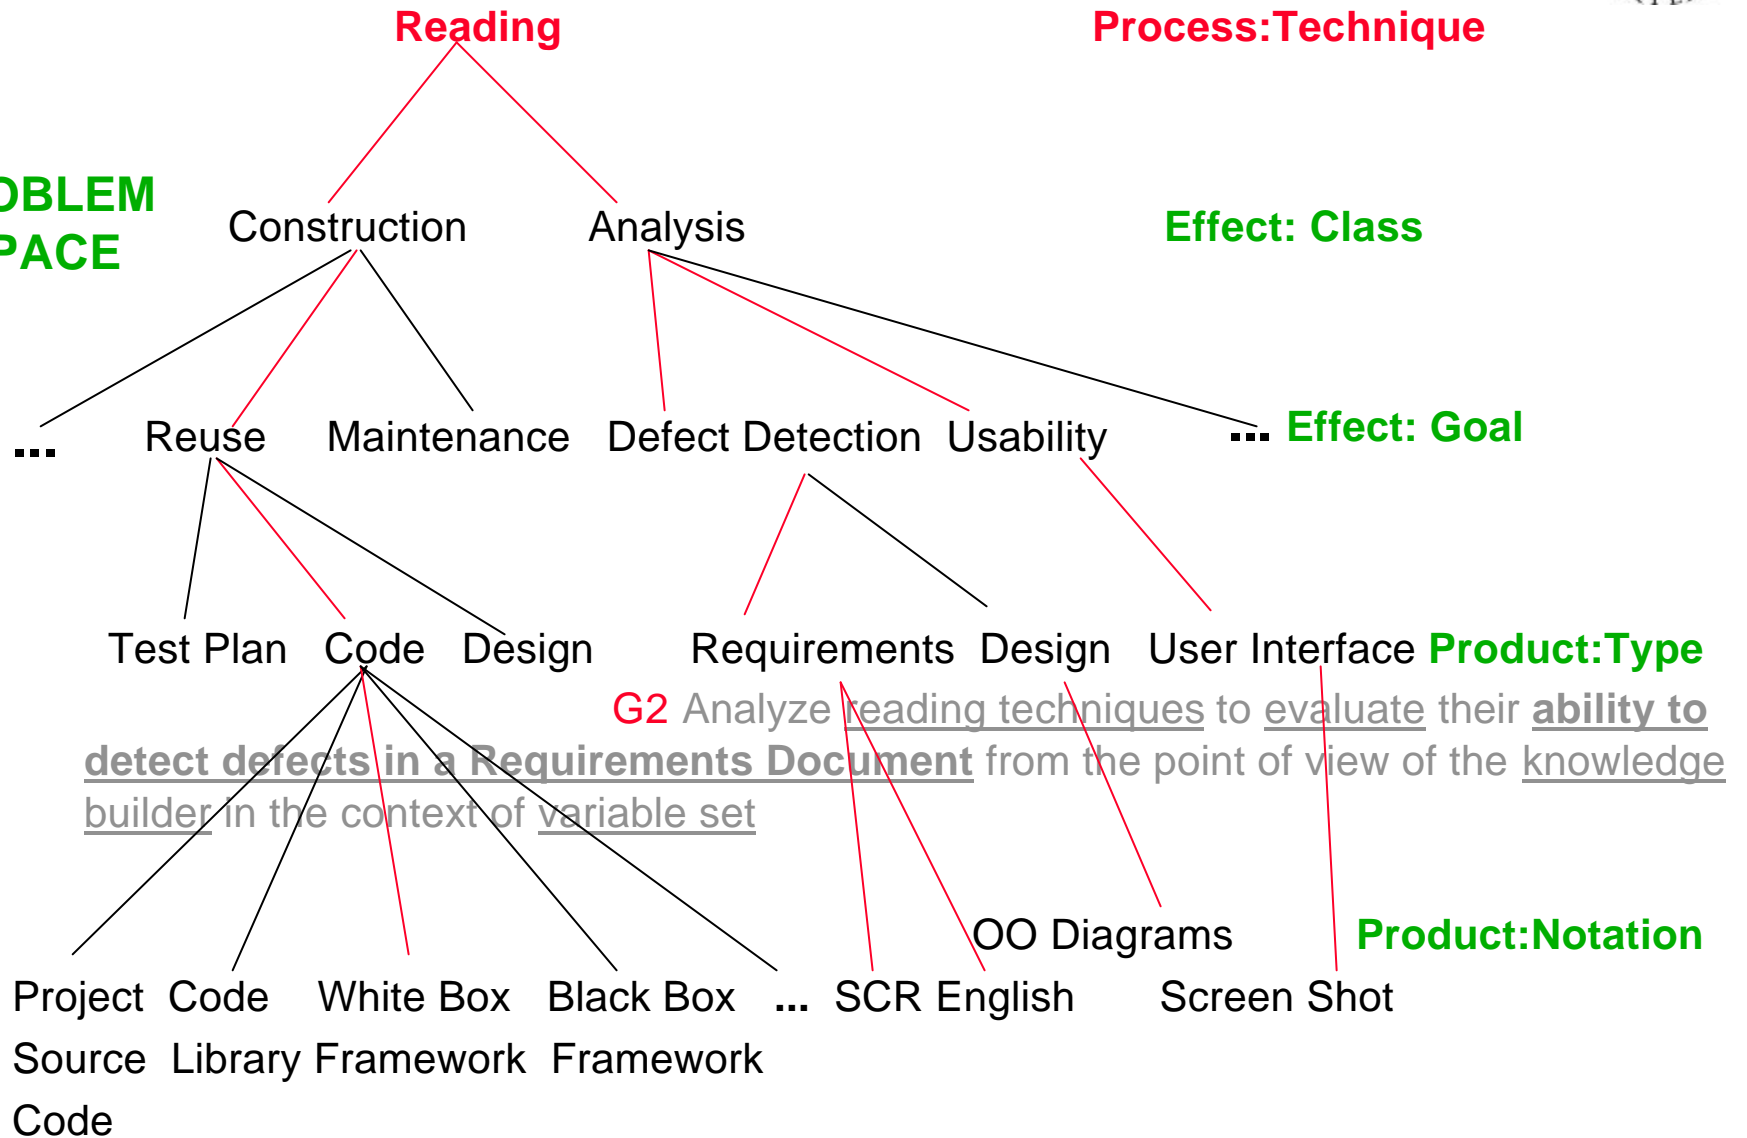 Reading Process:Technique
OBLEM
PACE
Construction Analysis Effect: Class
... Reuse Maintenance Defect Detection Usability ... Effect: Goal
Test Plan Code Design Requirements Design User Interface Product:Type
G2 Analyze reading techniques to evaluate their ability to
detect defects in a Requirements Document from the point of view of the knowledge
builder in the context of variable set
OO Diagrams Product:Notation
Project Code White Box Black Box ... SCR English Screen Shot
Source Library Framework Framework
Code